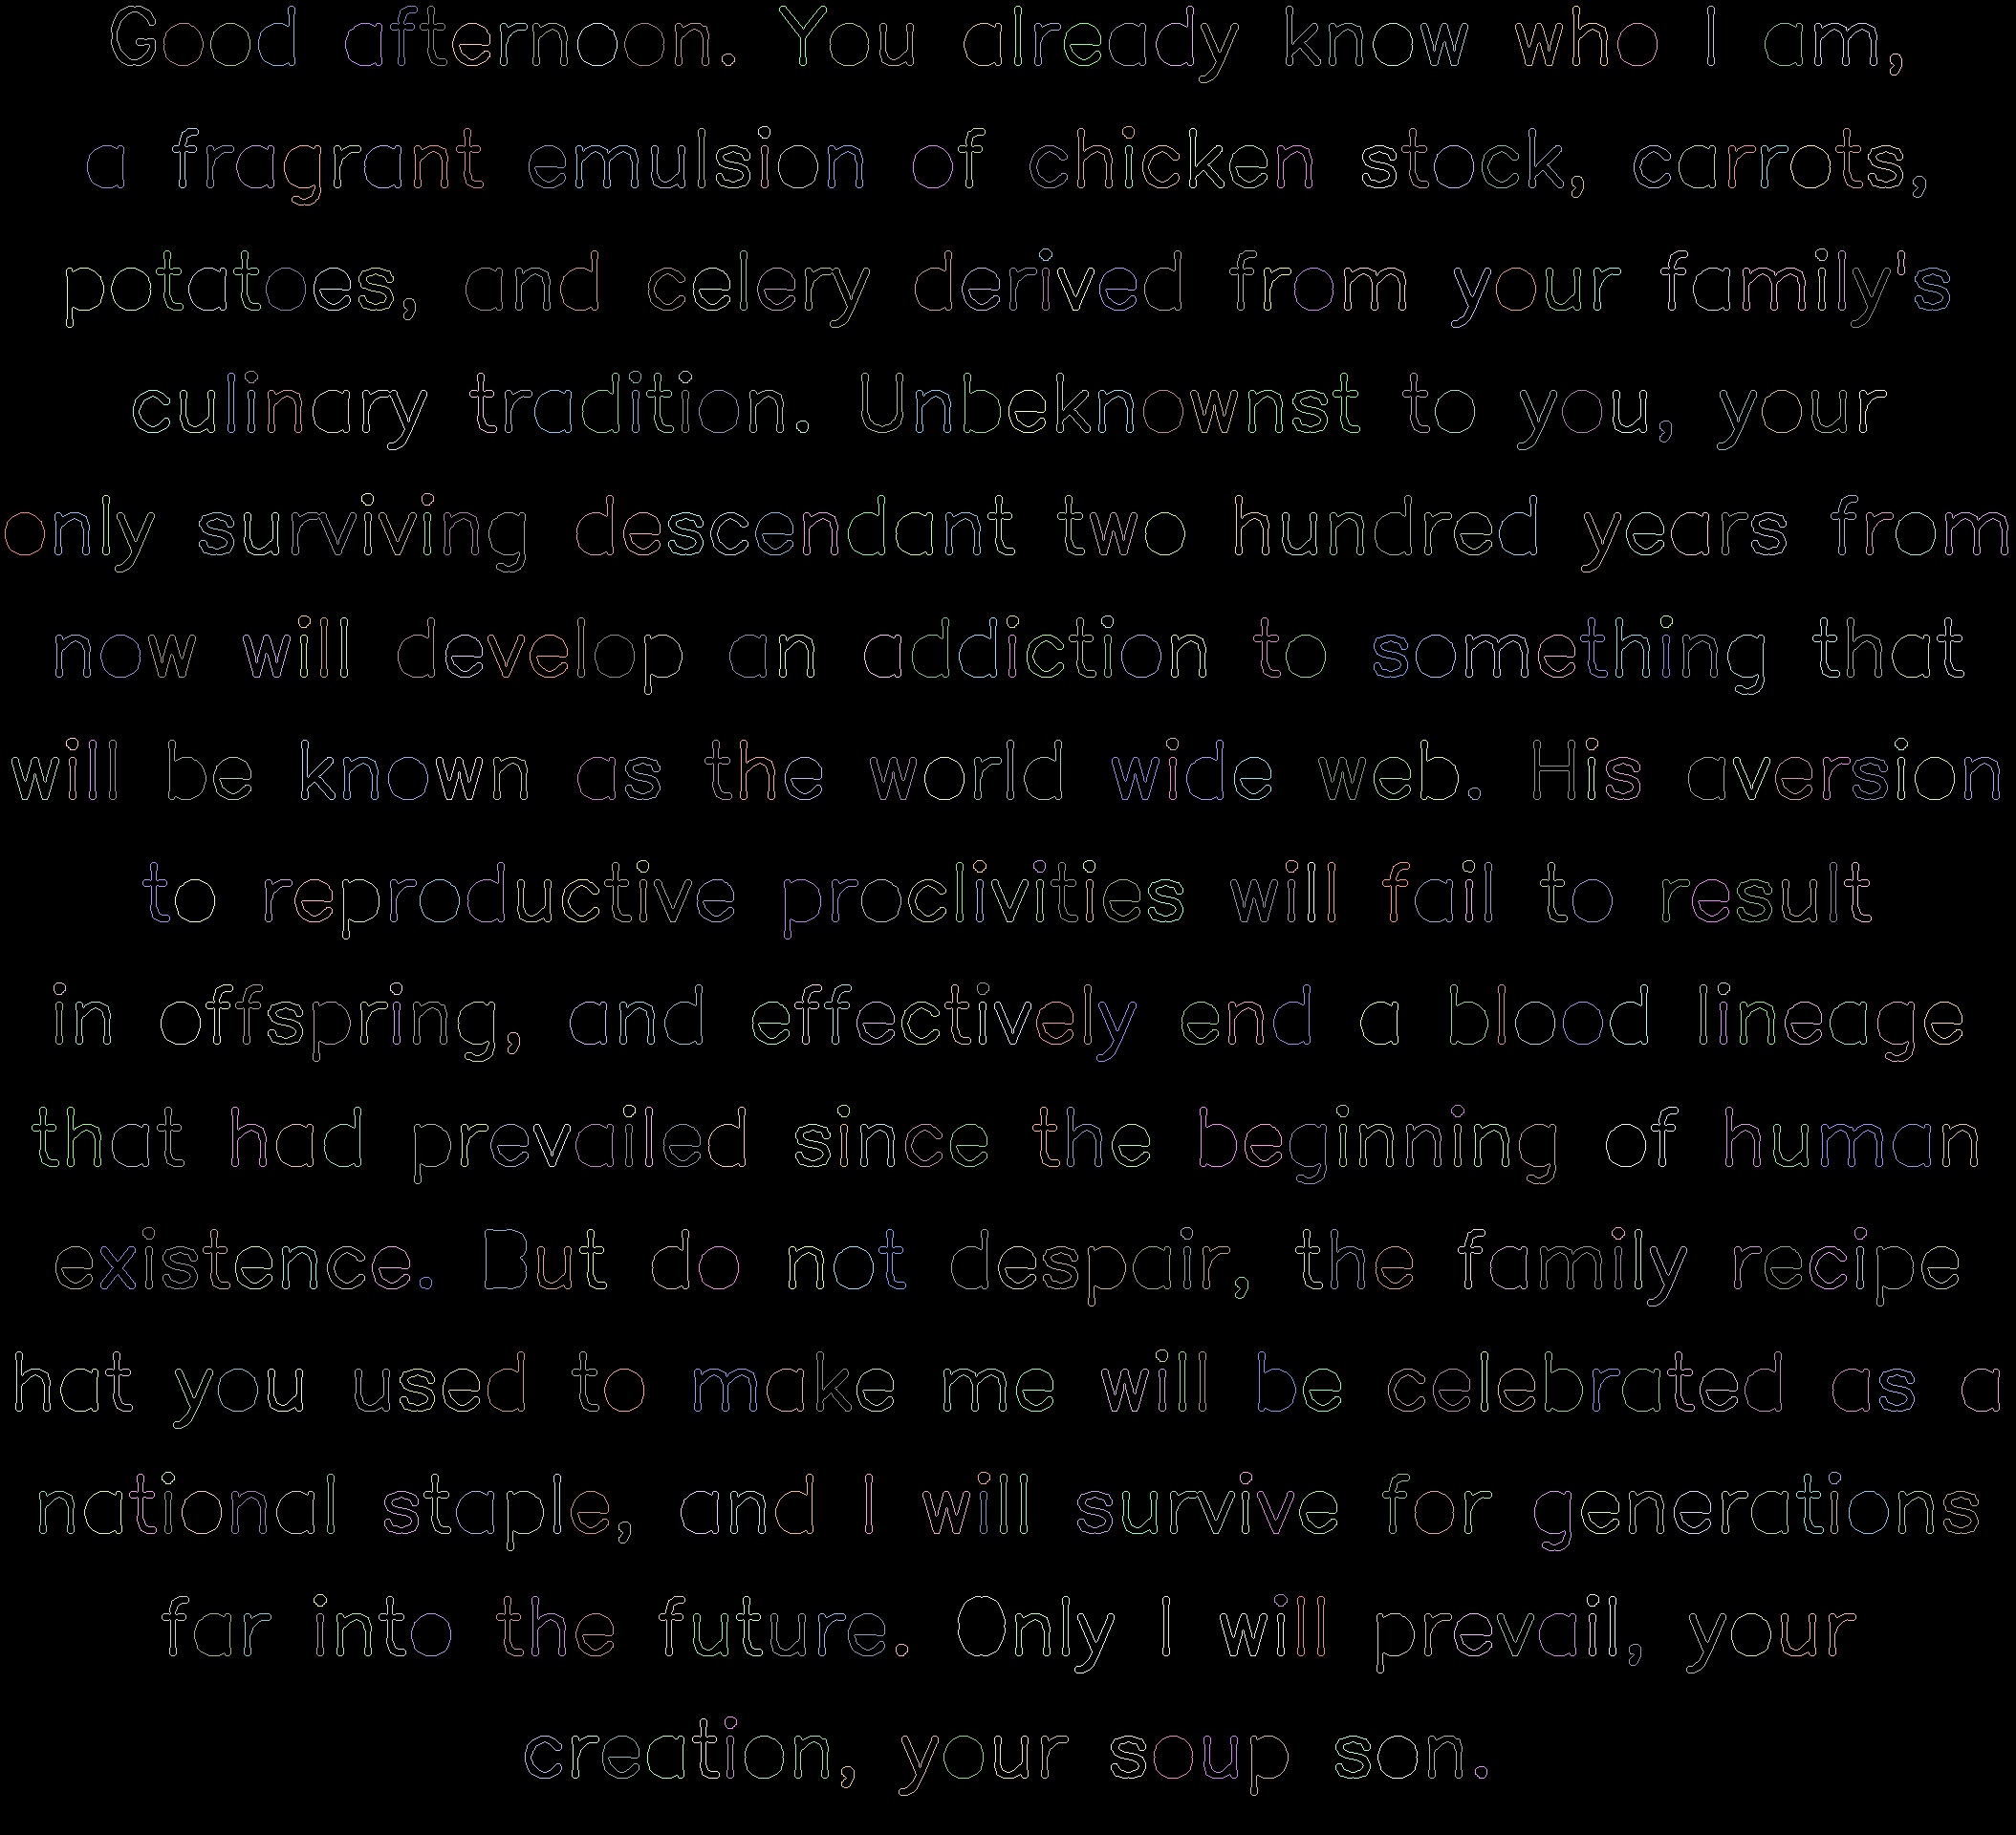 Good afternoon. You already know who I am,
a fragrant emulsion of chicken stock, carrots,
potatoes, and celery derived from your family's
culinary tradition. Unbeknownst to you, your
only surviving descendant two hundred years from
now will develop an addiction to something that
will be known as the world wide web. His aversion
to reproductive proclivities will fail to result
in offspring, and effectively end a blood lineage
that had prevailed since the beginning of human
existence. But do not despair, the family recipe
hat you used to make me will be celebrated as a
national staple, and I will survive for generations
far into the future. Only I will prevail, your
creation, your soup son.